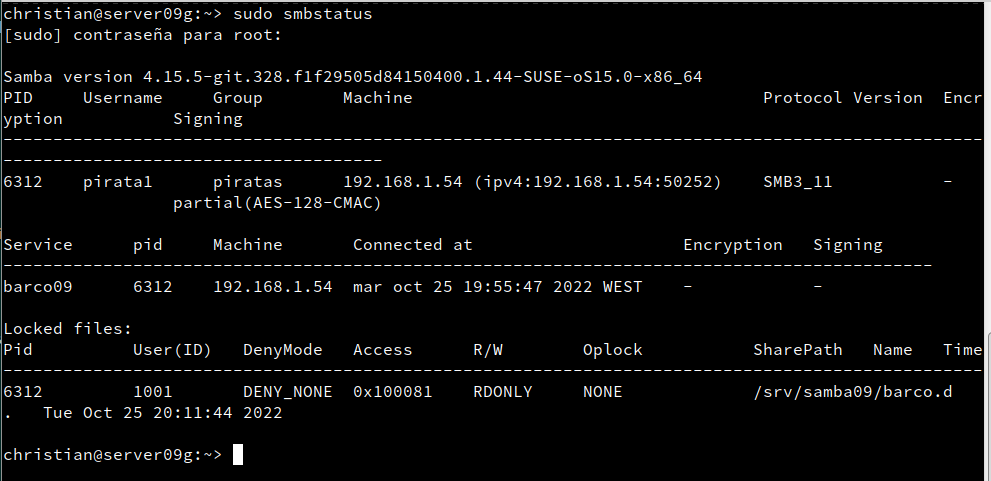 christian@server09g:~> sudo smbstatus
[sudo] contraseña para root:
Samba version 4.15.5-git.328.f1f29505d84150400.1.44-SUSE-oS15.0-x86_64
PID     Username     Group        Machine                                   Protocol Version  Encr
yption           Signing
--------------------------------------------------------------------------------------------------
--------------------------------------
6312    pirata1      piratas      192.168.1.54 (ipv4:192.168.1.54:50252)    SMB3_11           -
                 partial(AES-128-CMAC)
Service      pid     Machine       Connected at                     Encryption   Signing
---------------------------------------------------------------------------------------------
barco09      6312    192.168.1.54  mar oct 25 19:55:47 2022 WEST    -            -
Locked files:
Pid          User(ID)   DenyMode   Access      R/W        Oplock           SharePath   Name   Time
--------------------------------------------------------------------------------------------------
6312         1001       DENY_NONE  0x100081    RDONLY     NONE             /srv/samba09/barco.d
.   Tue Oct 25 20:11:44 2022
christian@server09g:~>